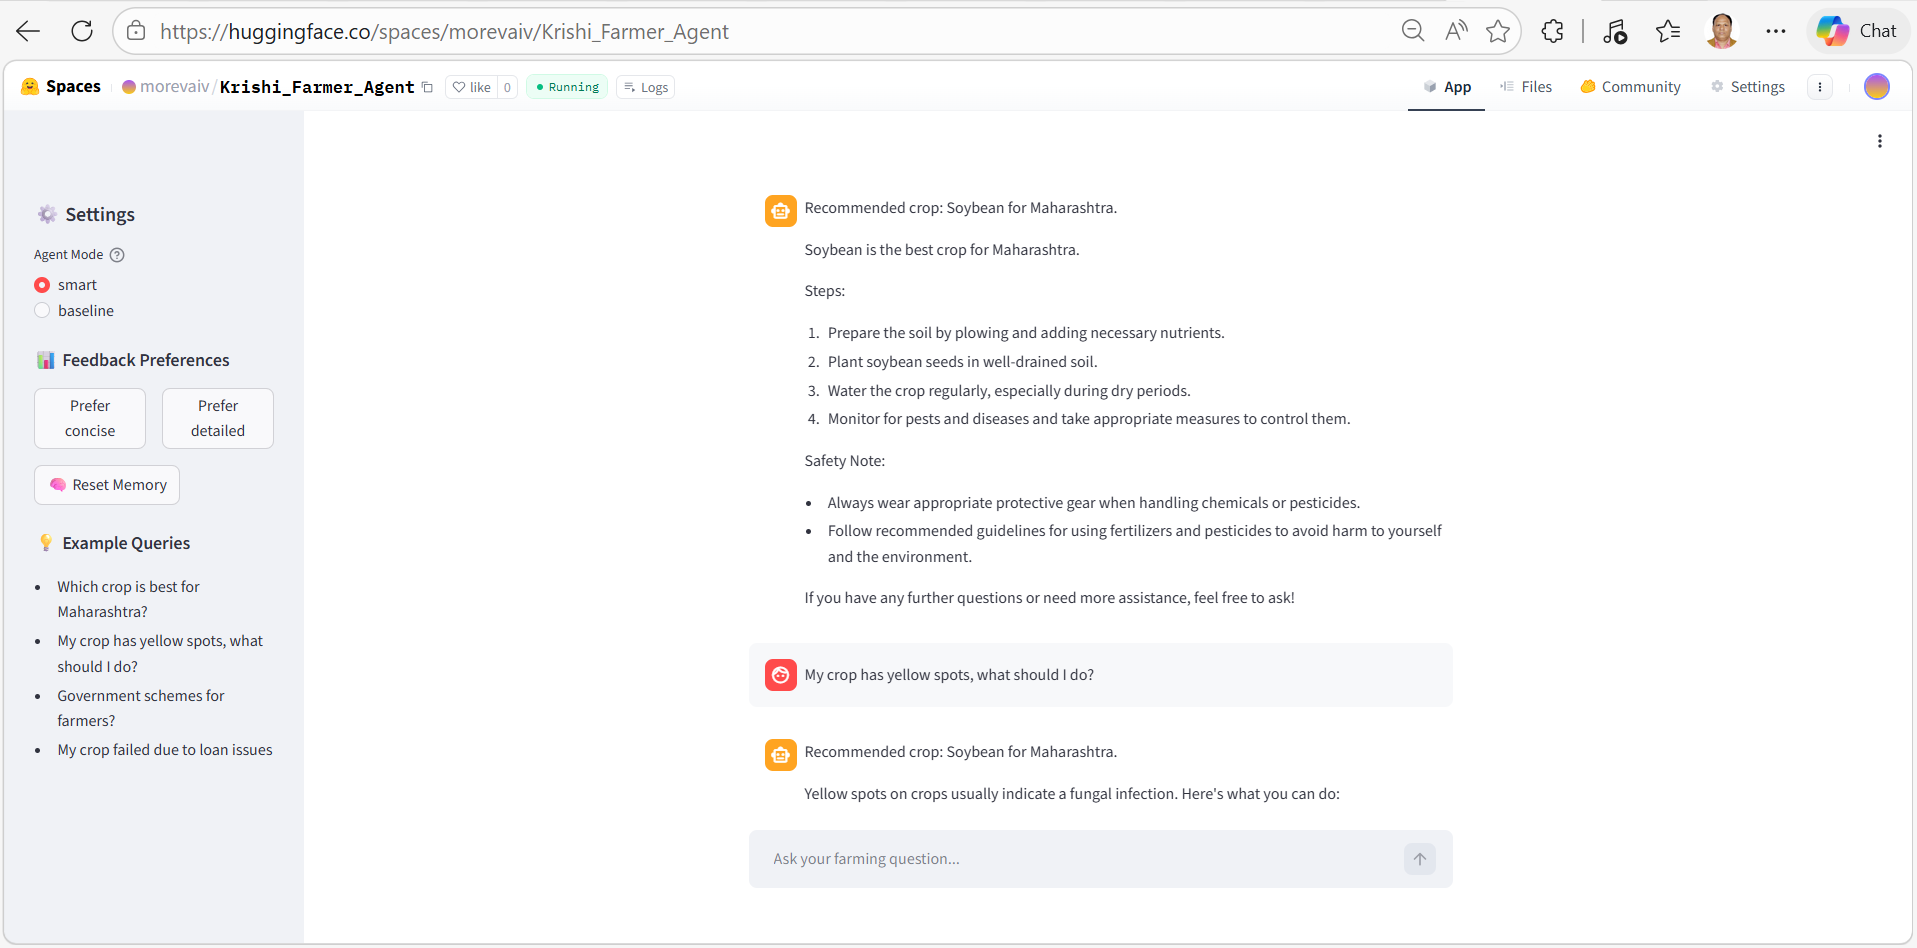 https://huggingface.co/spaces/morevaiv/Krishi_Farmer_Agent
Chat
Spaces
morevaiv/Krishi_Farmer_Agent
like 0
Running
Logs
App
Files
Community
Settings
Settings
Agent Mode
smart
baseline
Feedback Preferences
Prefer
concise
Prefer
detailed
Reset Memory
Example Queries
Which crop is best for
Maharashtra?
My crop has yellow spots, what
should I do?
Government schemes for
farmers?
My crop failed due to loan issues
Recommended crop: Soybean for Maharashtra.
Soybean is the best crop for Maharashtra.
Steps:
1. Prepare the soil by plowing and adding necessary nutrients.
2. Plant soybean seeds in well-drained soil.
3. Water the crop regularly, especially during dry periods.
4. Monitor for pests and diseases and take appropriate measures to control them.
Safety Note:
• Always wear appropriate protective gear when handling chemicals or pesticides.
• Follow recommended guidelines for using fertilizers and pesticides to avoid harm to yourself
and the environment.
If you have any further questions or need more assistance, feel free to ask!
My crop has yellow spots, what should I do?
Recommended crop: Soybean for Maharashtra.
Yellow spots on crops usually indicate a fungal infection. Here's what you can do:
Ask your farming question...